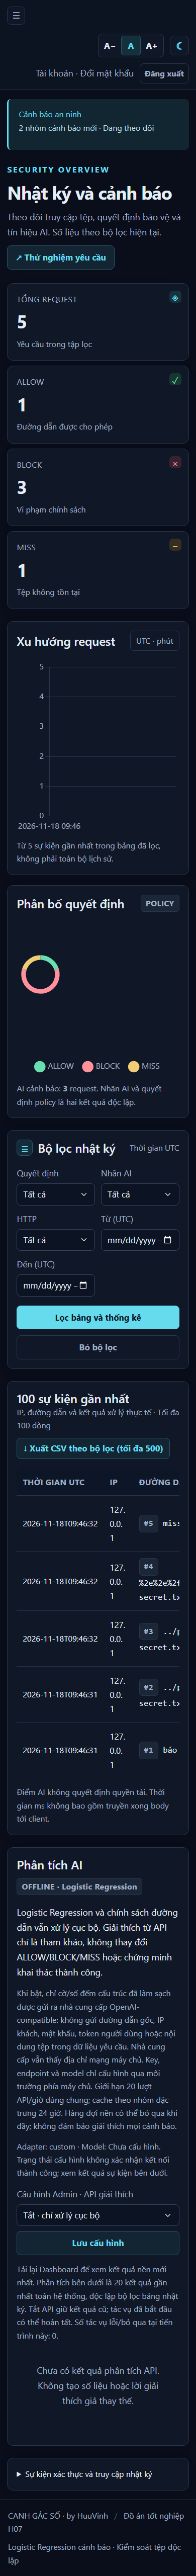 ☰
A− A A+ ☾
Tài khoản · Đổi mật khẩu Đăng xuất
Cảnh báo an ninh
2 nhóm cảnh báo mới · Đang theo dõi
SECURITY OVERVIEW
Nhật ký và cảnh báo
Theo dõi truy cập tệp, quyết định bảo vệ và
tín hiệu AI. Số liệu theo bộ lọc hiện tại.
↗ Thử nghiệm yêu cầu
TỔNG REQUEST
5
Yêu cầu trong tập lọc
ALLOW
✓
1
Đường dẫn được cho phép
BLOCK
×
3
Vi phạm chính sách
MISS
−
1
Tệp không tồn tại
Xu hướng request UTC · phút
5
4
3
2
1
0
2026-11-18 09:46
Từ 5 sự kiện gần nhất trong bảng đã lọc,
không phải toàn bộ lịch sử.
Phân bố quyết định POLICY
ALLOW BLOCK MISS
AI cảnh báo: 3 request. Nhãn AI và quyết
định policy là hai kết quả độc lập.
☰ Bộ lọc nhật ký Thời gian UTC
Quyết định Nhãn AI
Tất cả Tất cả
HTTP Từ (UTC)
Tất cả mm/dd/yyyy -
Đến (UTC)
mm/dd/yyyy -
Lọc bảng và thống kê
Bỏ bộ lọc
100 sự kiện gần nhất
IP, đường dẫn và kết quả xử lý thực tế · Tối đa
100 dòng
↓ Xuất CSV theo bộ lọc (tối đa 500)
THỜI GIAN UTC IP
2026-11-18T09:46:32 127.0.0.1 #5 miss
2026-11-18T09:46:32 127.0.0.1 #4
secret.tx
2026-11-18T09:46:32 127.0.0.1 #3
secret.tx
2026-11-18T09:46:31 127.0.0.1 #2
secret.tx
2026-11-18T09:46:31 127.0.0.1 #1 báo
Điểm AI không quyết định quyền tải. Thời
gian ms không bao gồm truyền xong body
tới client.
Phân tích AI
OFFLINE · Logistic Regression
Logistic Regression và chính sách đường
dẫn vẫn xử lý cục bộ. Giải thích từ API
chỉ là tham khảo, không thay đổi
ALLOW/BLOCK/MISS hoặc chứng minh
khai thác thành công.
Khi bật, chỉ cờ/số đếm cấu trúc đã làm sạch
được gửi ra nhà cung cấp OpenAI-
compatible: không gửi đường dẫn gốc, IP
khách, mật khẩu, token người dùng hoặc nội
dung tệp trong dữ liệu yêu cầu. Nhà cung
cấp vẫn thấy địa chỉ mạng máy chủ. Key,
endpoint và model chỉ cấu hình qua môi
trường phía máy chủ. Giới hạn 20 lượt
API/giờ dùng chung; cache theo nhóm đặc
trưng 24 giờ. Hàng đợi nền có thể bỏ qua khi
đầy; không đảm bảo giải thích mọi cảnh báo.
Adapter: custom · Model: Chưa cấu hình.
Trạng thái cấu hình không xác nhận kết nối
thành công; xem kết quả sự kiện bên dưới.
Cấu hình Admin · API giải thích
Tắt · chỉ xử lý cục bộ
Lưu cấu hình
Tải lại Dashboard để xem kết quả nền mới
nhất. Phân tích bên dưới là 20 kết quả gần
nhất toàn hệ thống, độc lập bộ lọc bảng nhật
ký. Tắt API giữ kết quả cũ; tác vụ đã bắt đầu
có thể hoàn tất. Số tác vụ lỗi/bỏ qua tại tiến
trình này: 0.
Chưa có kết quả phân tích API.
Không tạo số liệu hoặc lời giải
thích giả thay thế.
▶ Sự kiện xác thực và truy cập nhật ký
CANH GÁC SỐ · by HuuVinh / Đồ án tốt nghiệp
H07
Logistic Regression cảnh báo · Kiểm soát tệp độc
lập